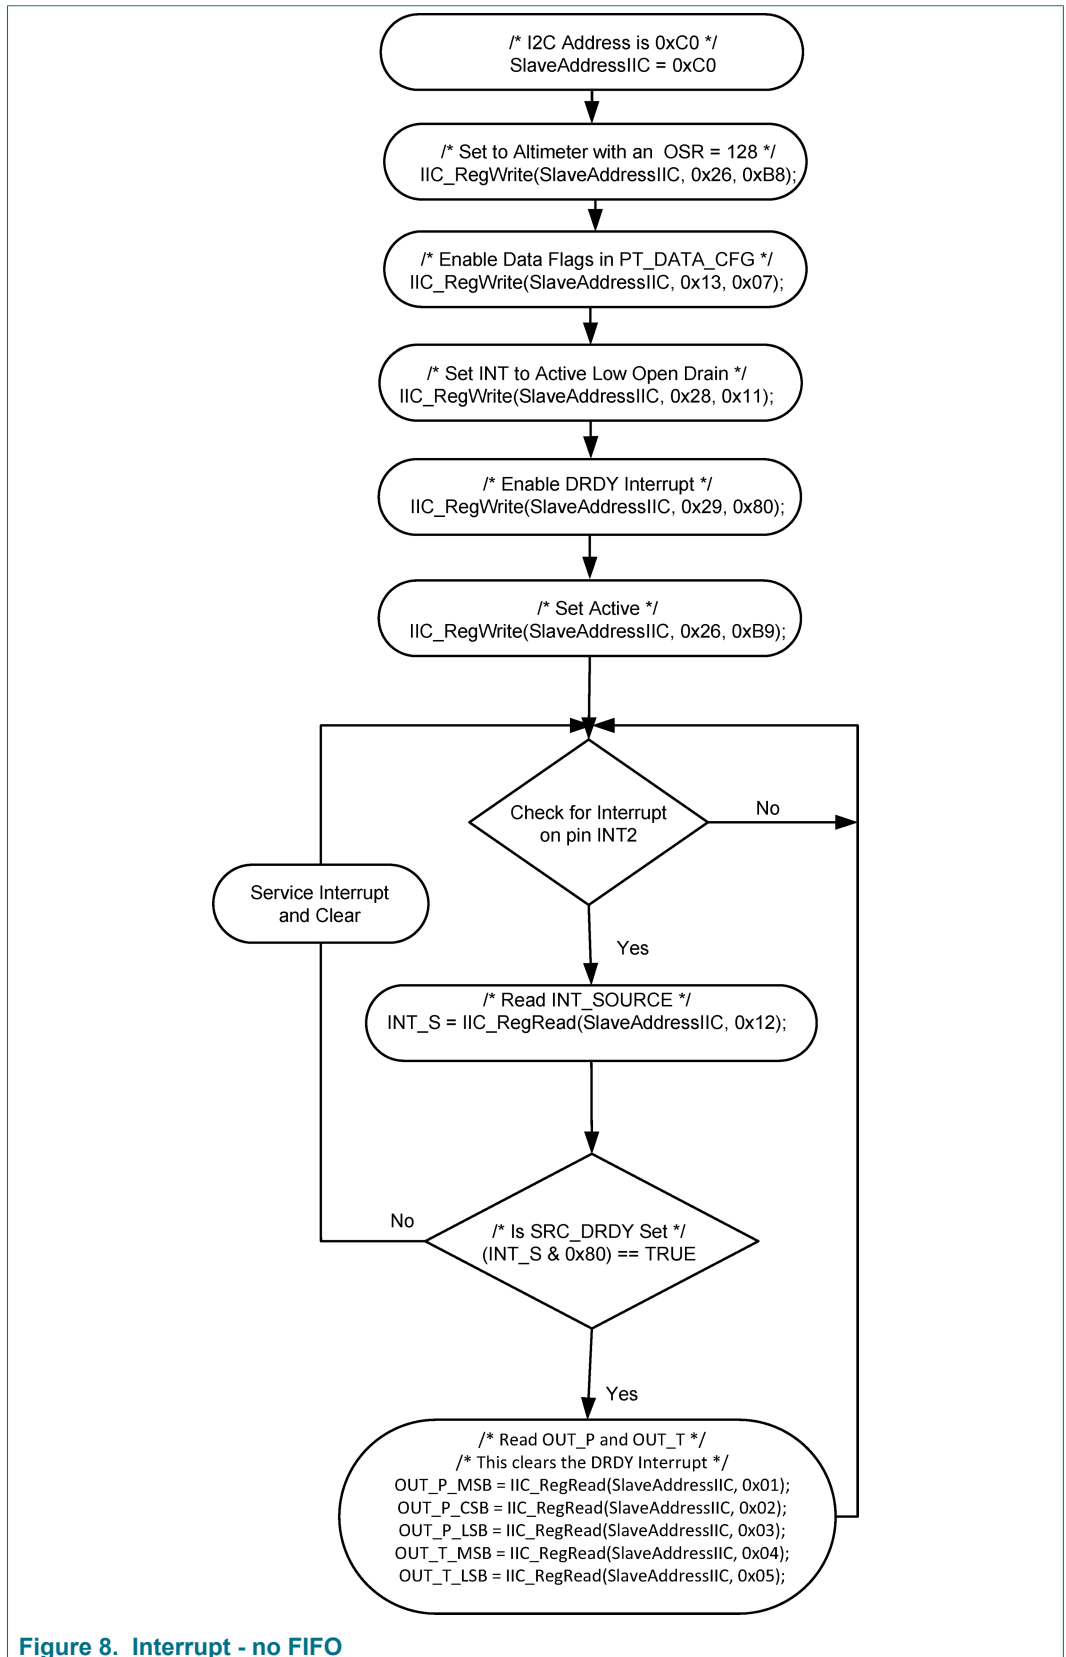 /* I2C Address is 0xC0 */
SlaveAddressIIC = 0xC0
/* Set to Altimeter with an OSR = 128 */
IIC_RegWrite(SlaveAddressIIC, 0x26, 0xB8);
/* Enable Data Flags in PT_DATA_CFG */
IIC_RegWrite(SlaveAddressIIC, 0x13, 0x07);
/* Set INT to Active Low Open Drain */
IIC_RegWrite(SlaveAddressIIC, 0x28, 0x11);
/* Enable DRDY Interrupt */
IIC_RegWrite(SlaveAddressIIC, 0x29, 0x80);
/* Set Active */
IIC_RegWrite(SlaveAddressIIC, 0x26, 0xB9);
Check for Interrupt
on pin INT2
No
Service Interrupt
and Clear
Yes
/* Read INT_SOURCE */
INT_S = IIC_RegRead(SlaveAddressIIC, 0x12);
No
/* Is SRC_DRDY Set */
(INT_S & 0x80) == TRUE
Yes
/* Read OUT_P and OUT_T */
/* This clears the DRDY Interrupt */
OUT_P_MSB = IIC_RegRead(SlaveAddressIIC, 0x01);
OUT_P_CSB = IIC_RegRead(SlaveAddressIIC, 0x02);
OUT_P_LSB = IIC_RegRead(SlaveAddressIIC, 0x03);
OUT_T_MSB = IIC_RegRead(SlaveAddressIIC, 0x04);
OUT_T_LSB = IIC_RegRead(SlaveAddressIIC, 0x05);
Figure 8. Interrupt - no FIFO